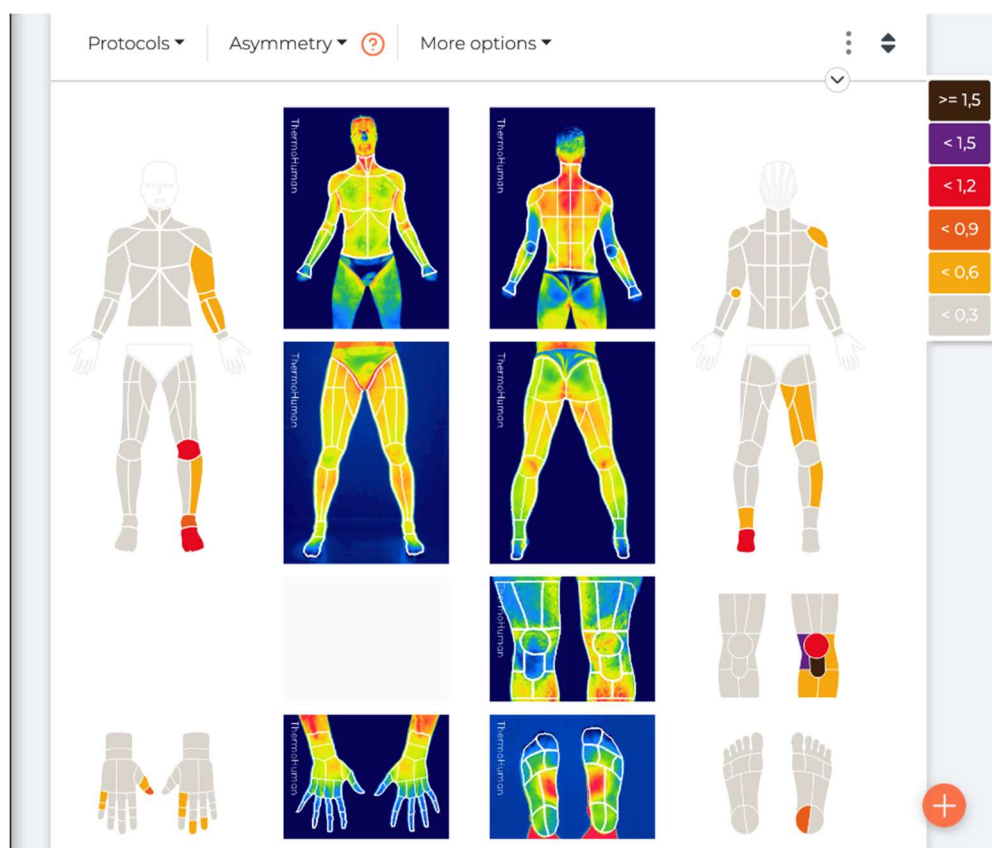 Protocols Asymmetry ? More options
>= 1,5
< 1,5
< 1,2
< 0,9
< 0,6
< 0,3
ThermoHuman
ThermoHuman
ThermoHuman
ThermoHuman
moHuman
ThermoHuman
ThermoHuman